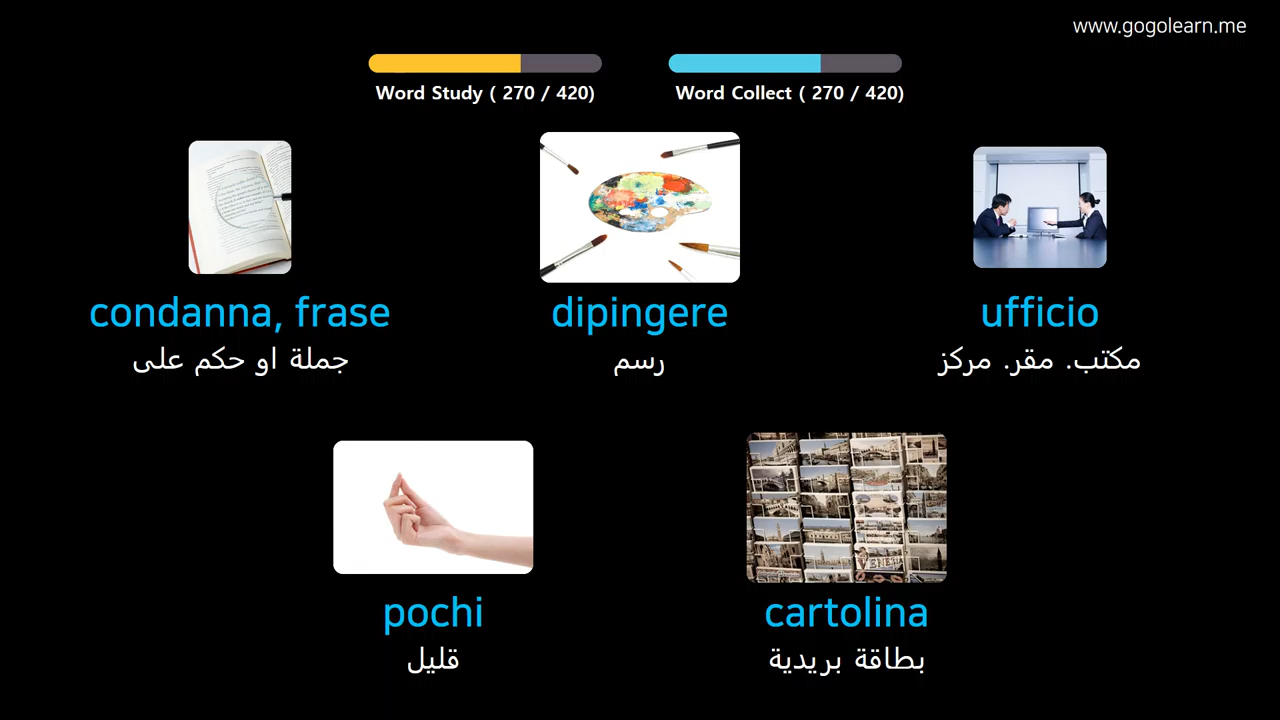 www.gogolearn.me
Word Study ( 270 / 420)
Word Collect ( 270 / 420)
condanna, frase
جملة او حكم على
dipingere
رسم
ufficio
مكتب. مقر. مركز
pochi
قليل
cartolina
بطاقة بريدية